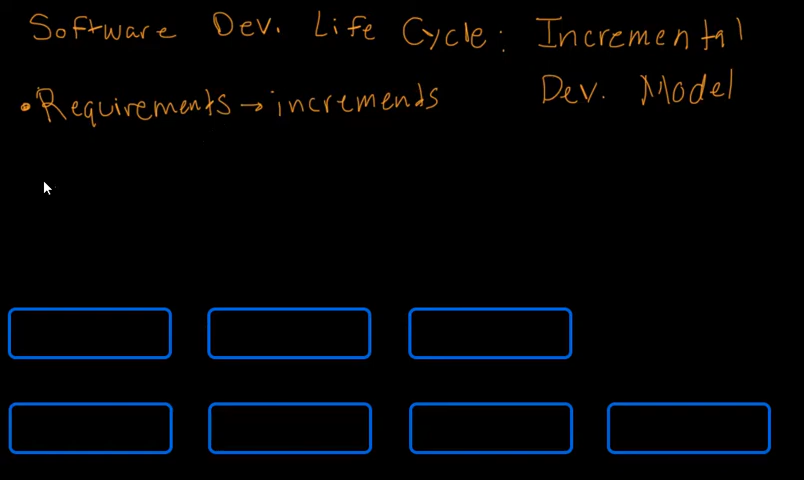 Software Dev. Life Cycle: Incremental
Dev. Model
• Requirements → incremends